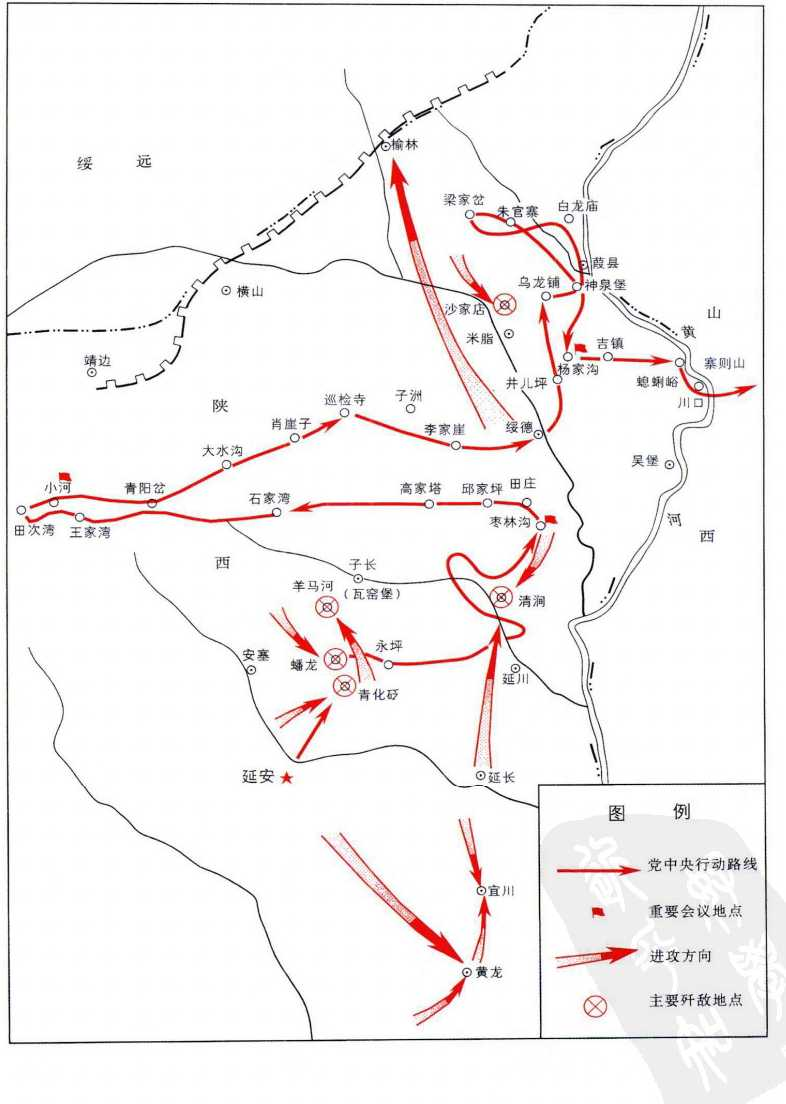 榆林
绥 远
梁家岔
朱官寨
白龙庙
葭县
神泉堡
乌龙铺
横山
沙家店
米脂
黄
山
靖边
吉镇
杨家沟
寨则山
螅蜊峪
井儿坪
川口
陕
巡检寺
子洲
肖崖子
李家崖
绥德
大水沟
吴堡
小河
青阳岔
石家湾
高家塔
邱家坪
田庄
枣林沟
田次湾
王家湾
河
西
西
子长
(瓦窑堡)
羊马河
清涧
安塞
蟠龙
永坪
延川
青化砭
延安
延长
宜川
黄龙
图 例
党中央行动路线
重要会议地点
进攻方向
主要歼敌地点